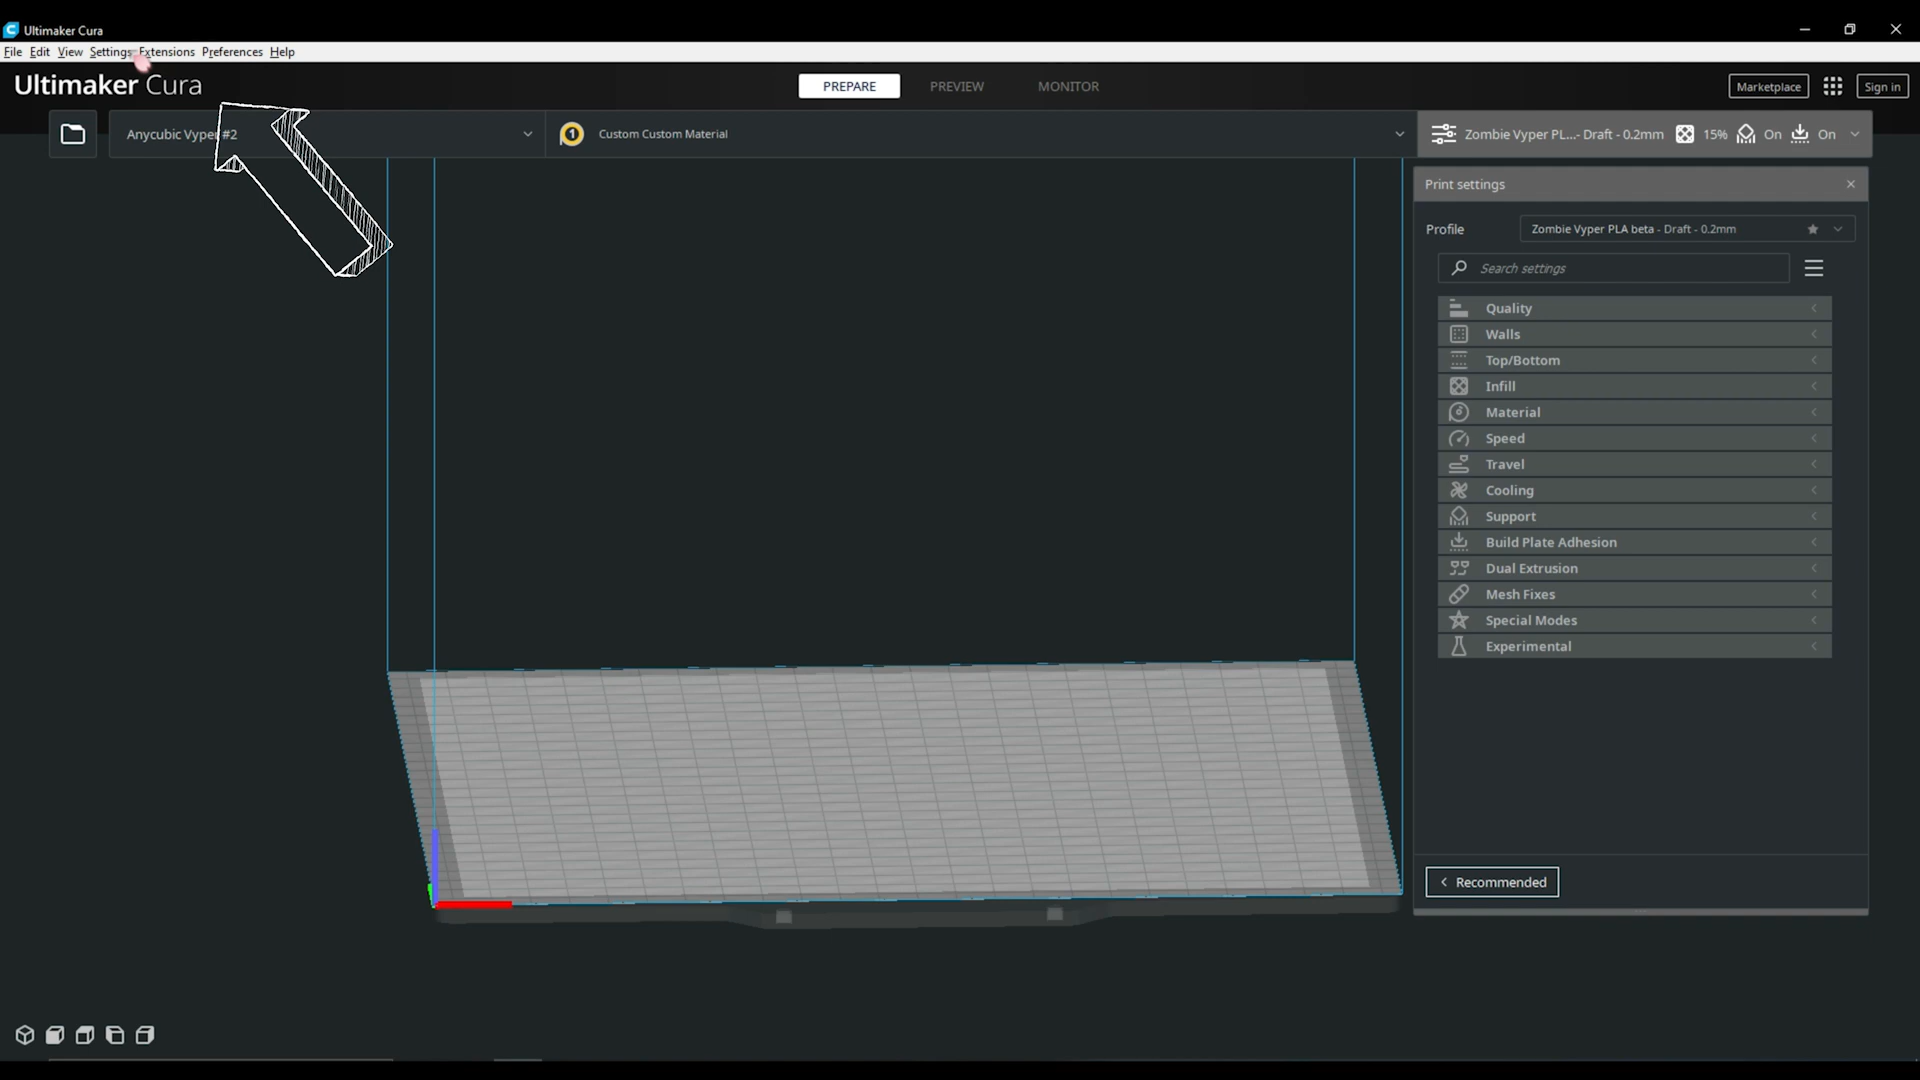 Ultimaker Cura
File Edit View Settings Extensions Preferences Help
Ultimaker Cura
PREPARE PREVIEW MONITOR
Marketplace
Sign in
Anycubic Vyper #2
1
Custom Custom Material
Zombie Vyper PL...- Draft - 0.2mm 15% On On
Print settings
Profile
Zombie Vyper PLA beta - Draft - 0.2mm
Search settings
Quality
Walls
Top/Bottom
Infill
Material
Speed
Travel
Cooling
Support
Build Plate Adhesion
Dual Extrusion
Mesh Fixes
Special Modes
Experimental
Recommended